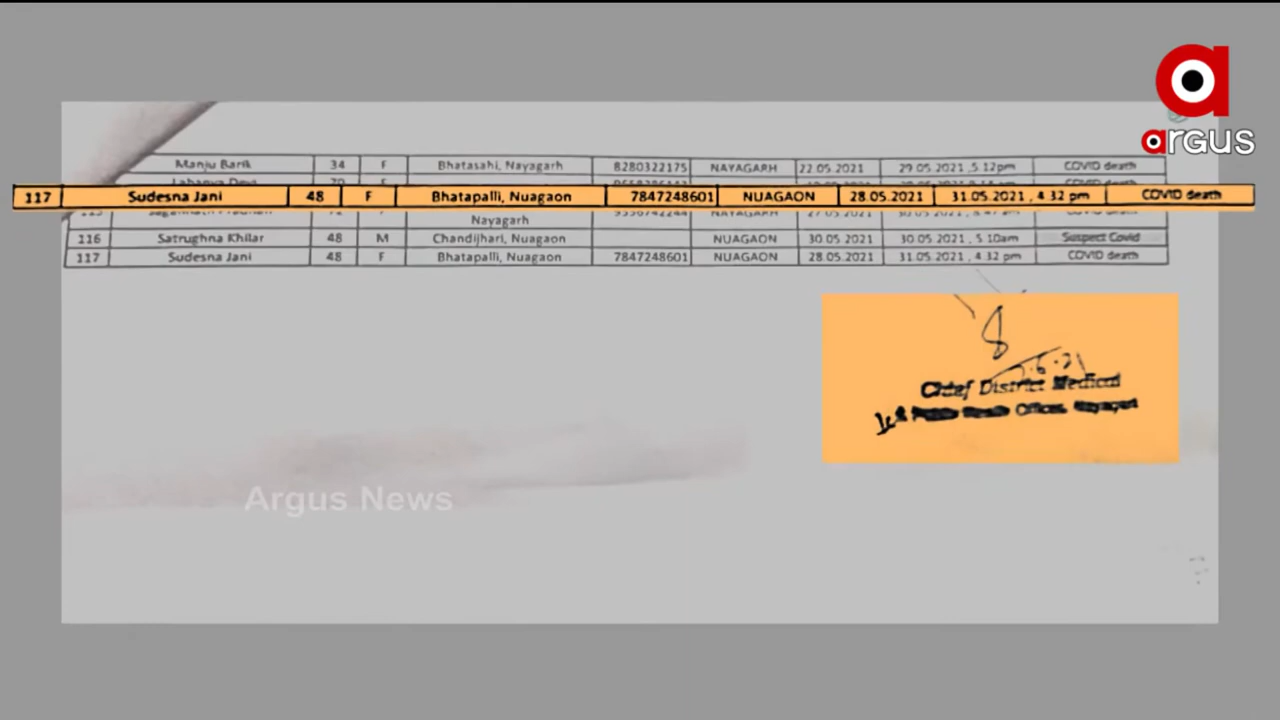 argus
Manju Barik 34 F Bhatasahi, Nayagarh 8280322175 NAYAGARH 22.05.2021 29.05.2021 ,5.12pm COVID death
117 Sudesna Jani 48 F Bhatapalli, Nuagaon 7847248601 NUAGAON 28.05.2021 31.05.2021 , 4.32 pm COVID death
Nayagarh
116 Satrughna Khilar 48 M Chandijhari, Nuagaon NUAGAON 30.05.2021 30.05.2021 , 5.10am Suspect Covid
117 Sudesna Jani 48 F Bhatapalli, Nuagaon 7847248601 NUAGAON 28.05.2021 31.05.2021 , 4.32 pm COVID death
Chief District Medical
Officer,
Argus News